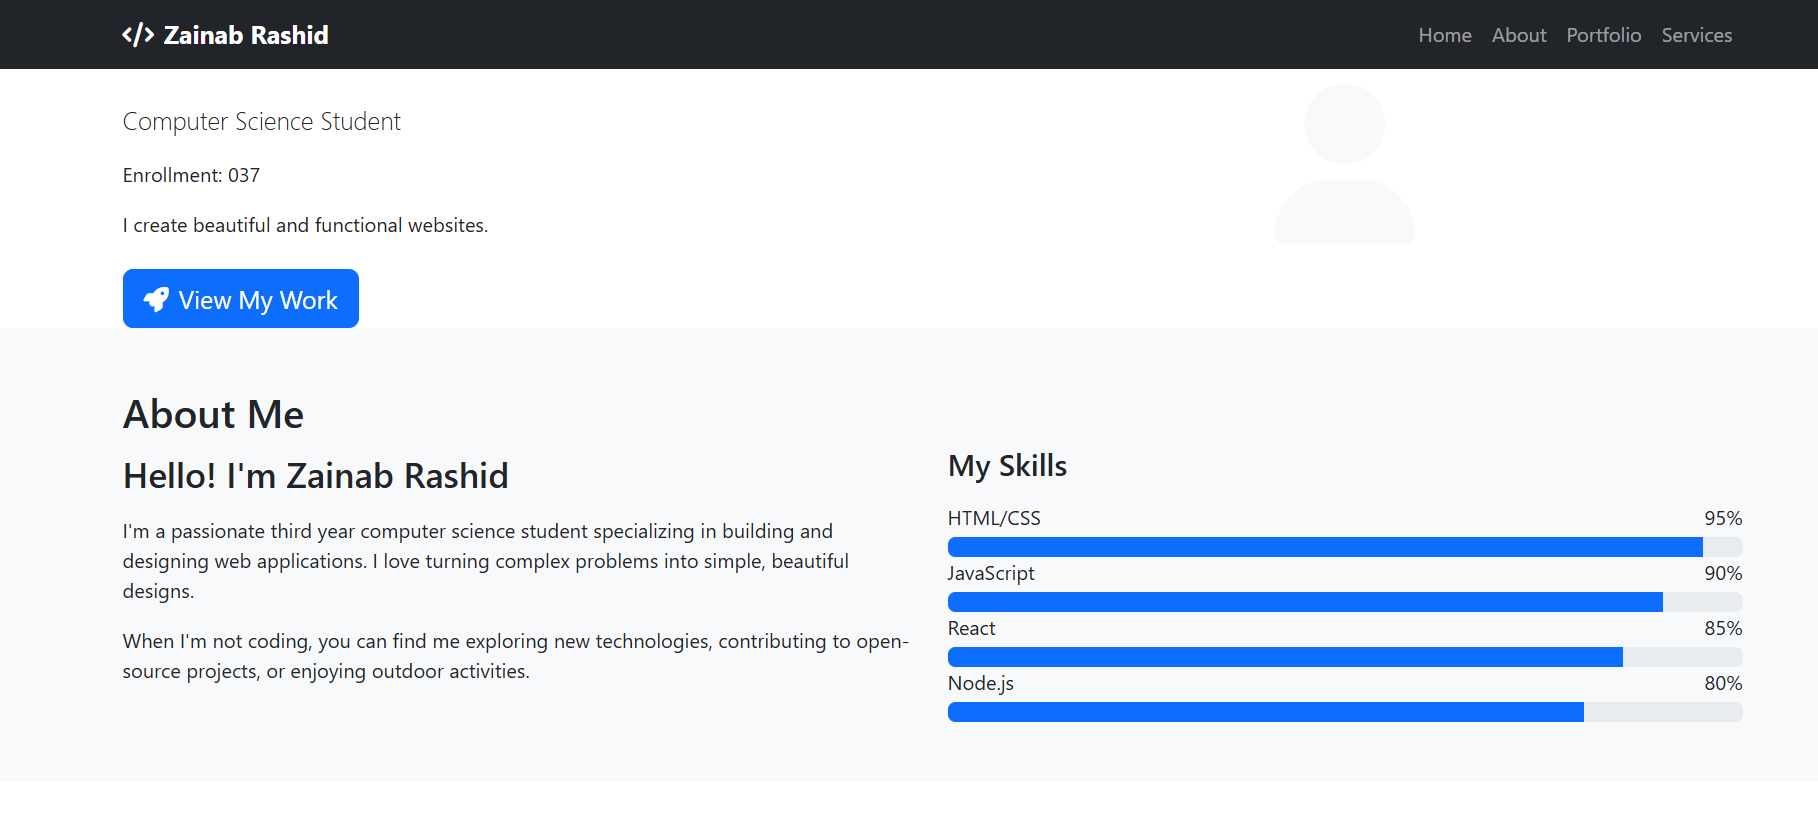 </> Zainab Rashid
Home About Portfolio Services
Computer Science Student
Enrollment: 037
I create beautiful and functional websites.
View My Work
About Me
Hello! I'm Zainab Rashid
I'm a passionate third year computer science student specializing in building and
designing web applications. I love turning complex problems into simple, beautiful
designs.
When I'm not coding, you can find me exploring new technologies, contributing to open-
source projects, or enjoying outdoor activities.
My Skills
HTML/CSS 95%
JavaScript 90%
React 85%
Node.js 80%